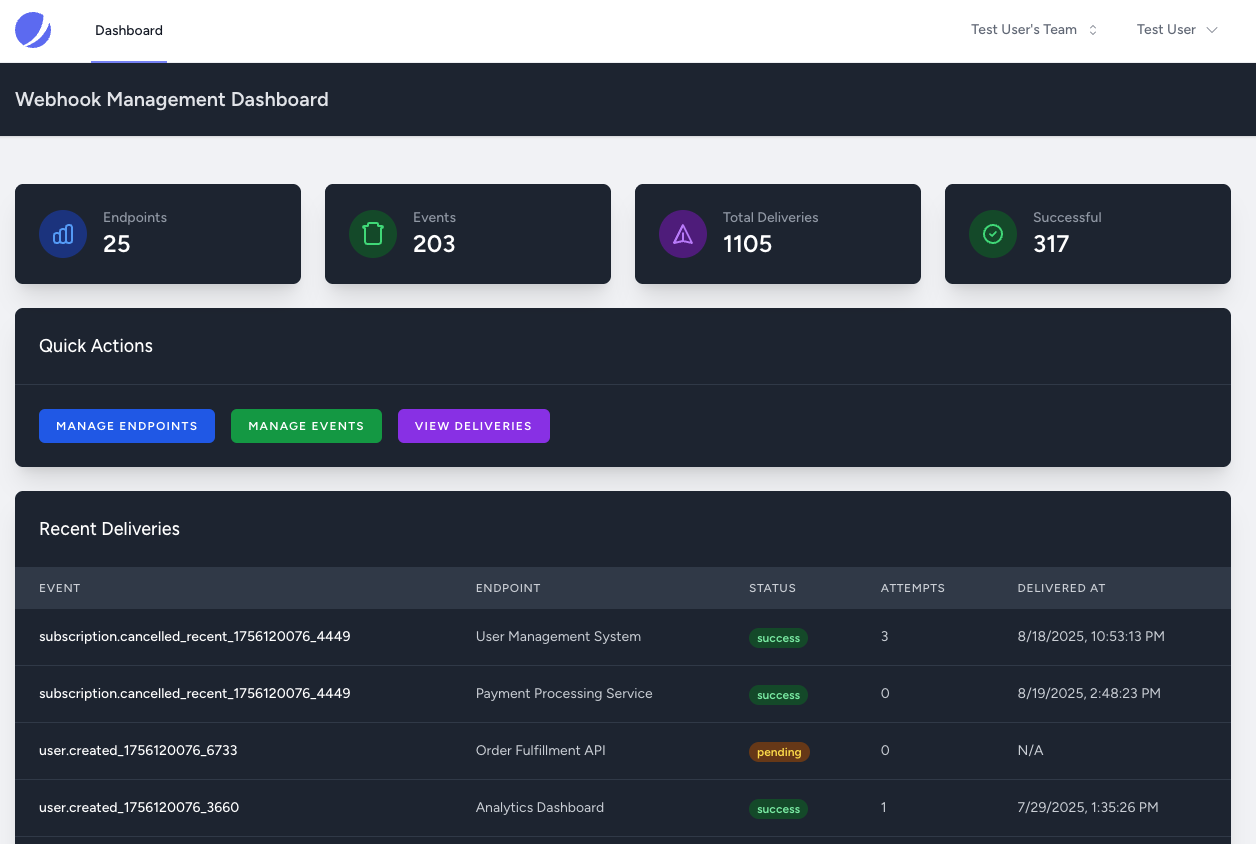 Dashboard
Test User's Team
Test User
Webhook Management Dashboard
Endpoints
25
Events
203
Total Deliveries
1105
Successful
317
Quick Actions
MANAGE ENDPOINTS
MANAGE EVENTS
VIEW DELIVERIES
Recent Deliveries
EVENT ENDPOINT STATUS ATTEMPTS DELIVERED AT
subscription.cancelled_recent_1756120076_4449 User Management System success 3 8/18/2025, 10:53:13 PM
subscription.cancelled_recent_1756120076_4449 Payment Processing Service success 0 8/19/2025, 2:48:23 PM
user.created_1756120076_6733 Order Fulfillment API pending 0 N/A
user.created_1756120076_3660 Analytics Dashboard success 1 7/29/2025, 1:35:26 PM